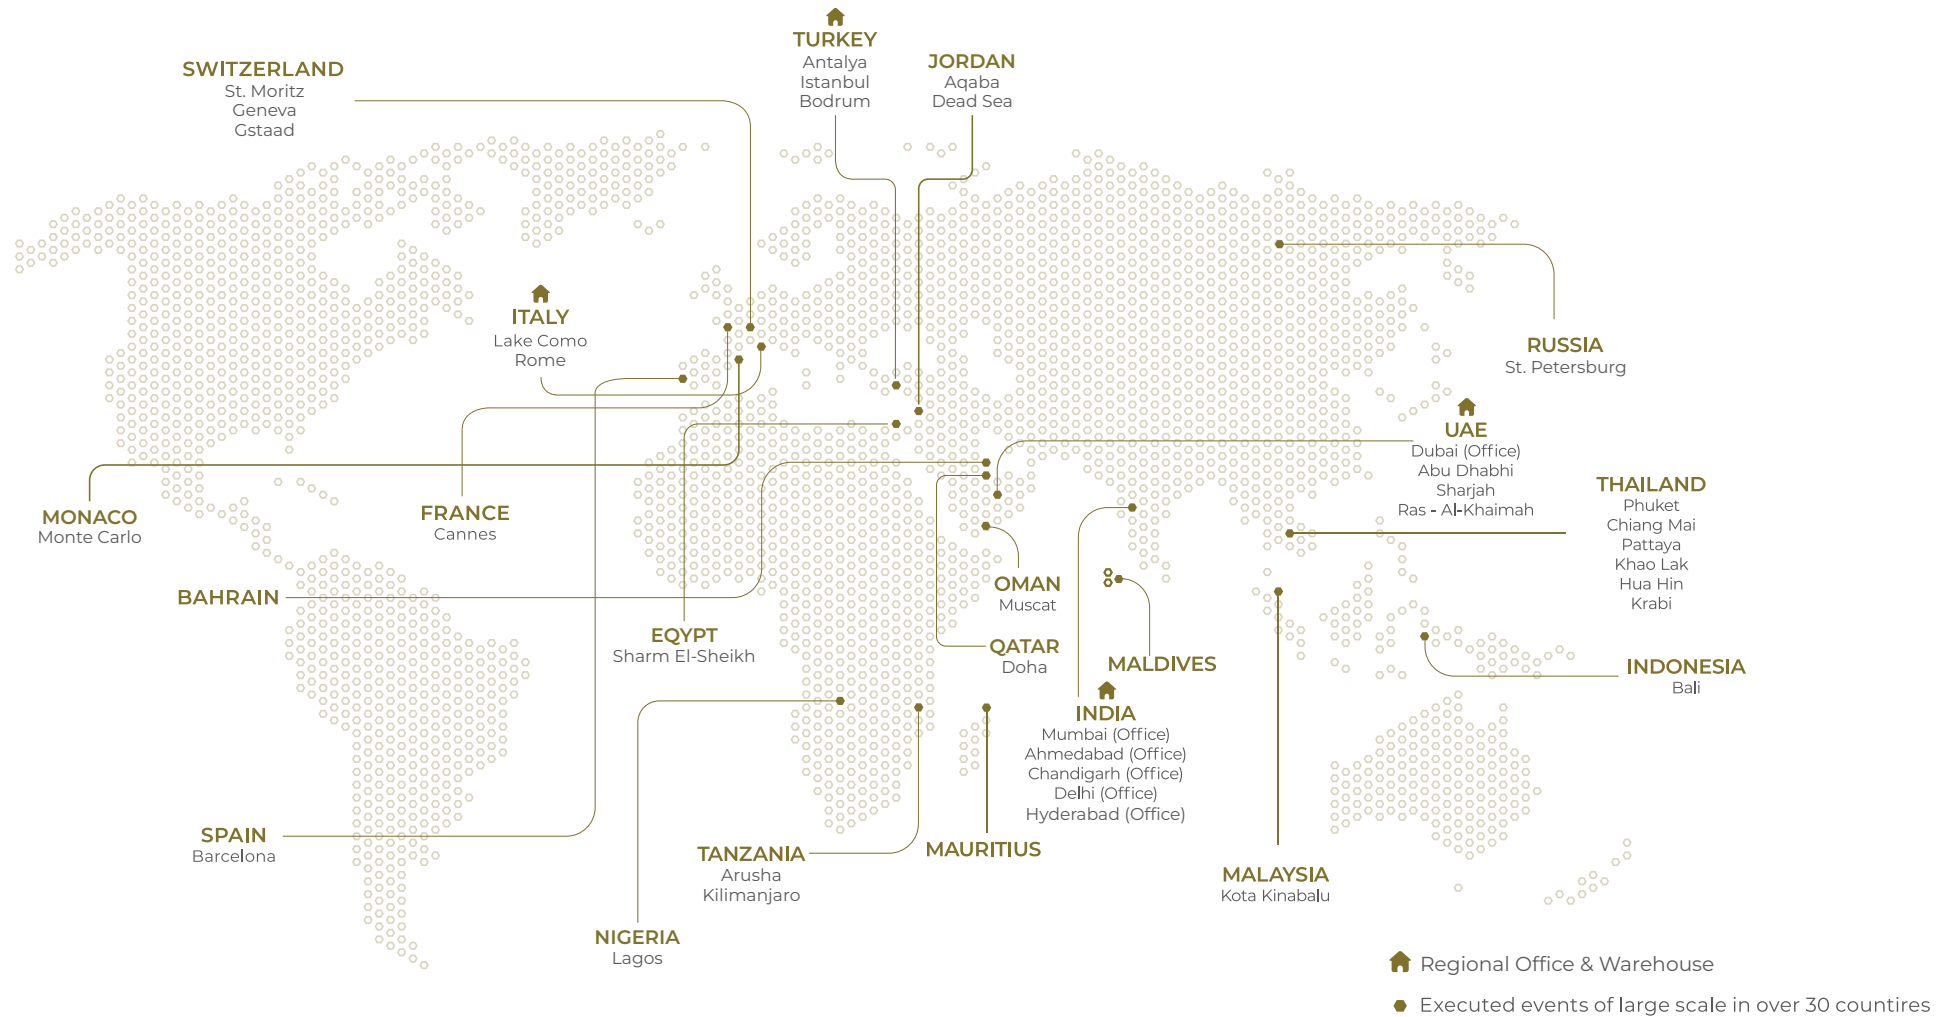 TURKEY
Antalya
Istanbul
Bodrum
JORDAN
Aqaba
Dead Sea
SWITZERLAND
St. Moritz
Geneva
Gstaad
ITALY
Lake Como
Rome
RUSSIA
St. Petersburg
UAE
Dubai (Office)
Abu Dhabhi
Sharjah
Ras - Al-Khaimah
THAILAND
Phuket
Chiang Mai
Pattaya
Khao Lak
Hua Hin
Krabi
MONACO
Monte Carlo
FRANCE
Cannes
BAHRAIN
OMAN
Muscat
EQYPT
Sharm El-Sheikh
QATAR
Doha
MALDIVES
INDONESIA
Bali
INDIA
Mumbai (Office)
Ahmedabad (Office)
Chandigarh (Office)
Delhi (Office)
Hyderabad (Office)
SPAIN
Barcelona
TANZANIA
Arusha
Kilimanjaro
MAURITIUS
MALAYSIA
Kota Kinabalu
NIGERIA
Lagos
Regional Office & Warehouse
Executed events of large scale in over 30 countires